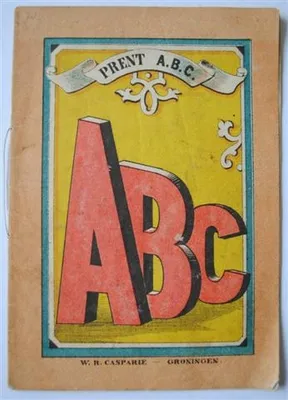 PRENT A.B.C.
ABC
W. H. CASPARIE — GRONINGEN.